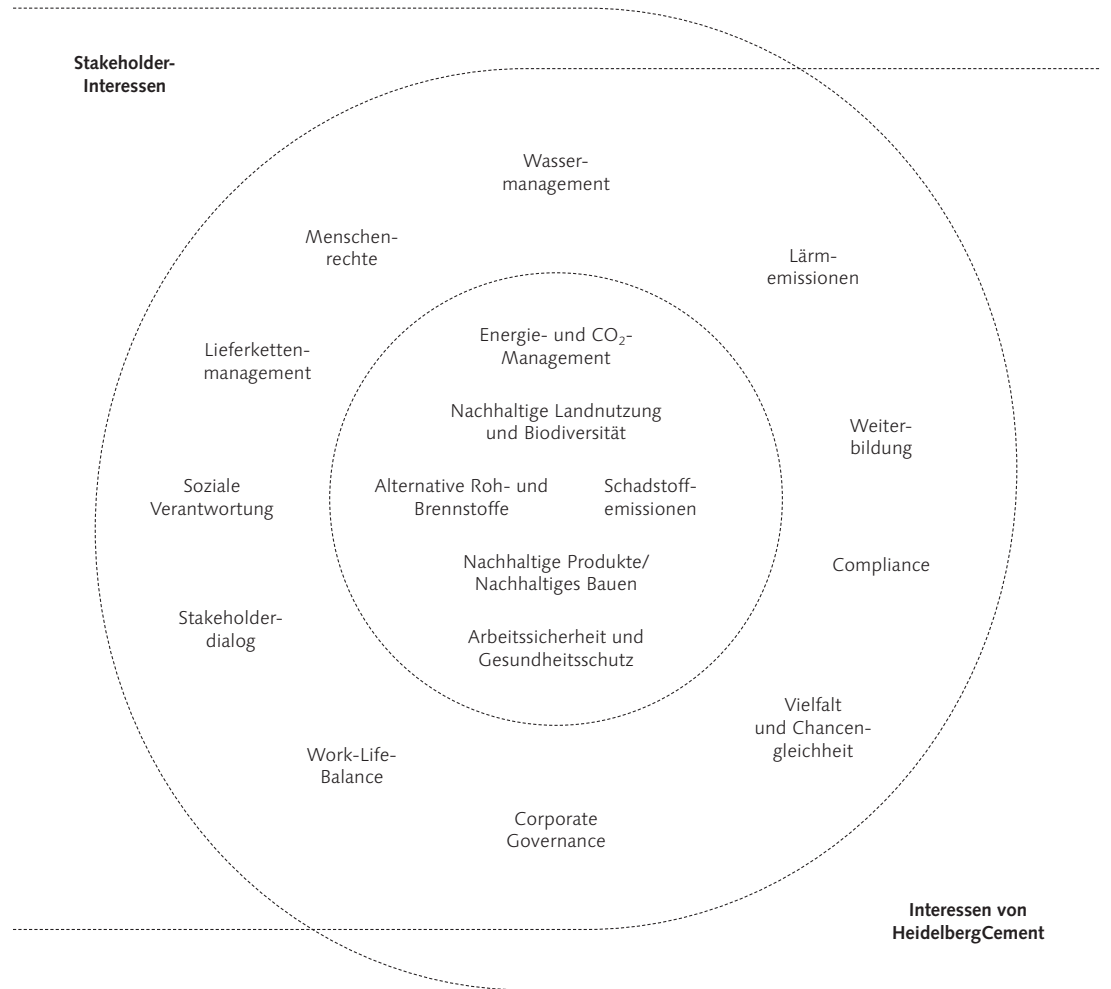 Stakeholder-
Interessen
Wasser-
management
Menschen-
rechte
Lärm-
emissionen
Energie- und CO₂-
Management
Lieferketten-
management
Nachhaltige Landnutzung
und Biodiversität
Weiter-
bildung
Soziale
Verantwortung
Alternative Roh- und
Brennstoffe
Schadstoff-
emissionen
Nachhaltige Produkte/
Nachhaltiges Bauen
Compliance
Stakeholder-
dialog
Arbeitssicherheit und
Gesundheitsschutz
Vielfalt
und Chancen-
gleichheit
Work-Life-
Balance
Corporate
Governance
Interessen von
HeidelbergCement